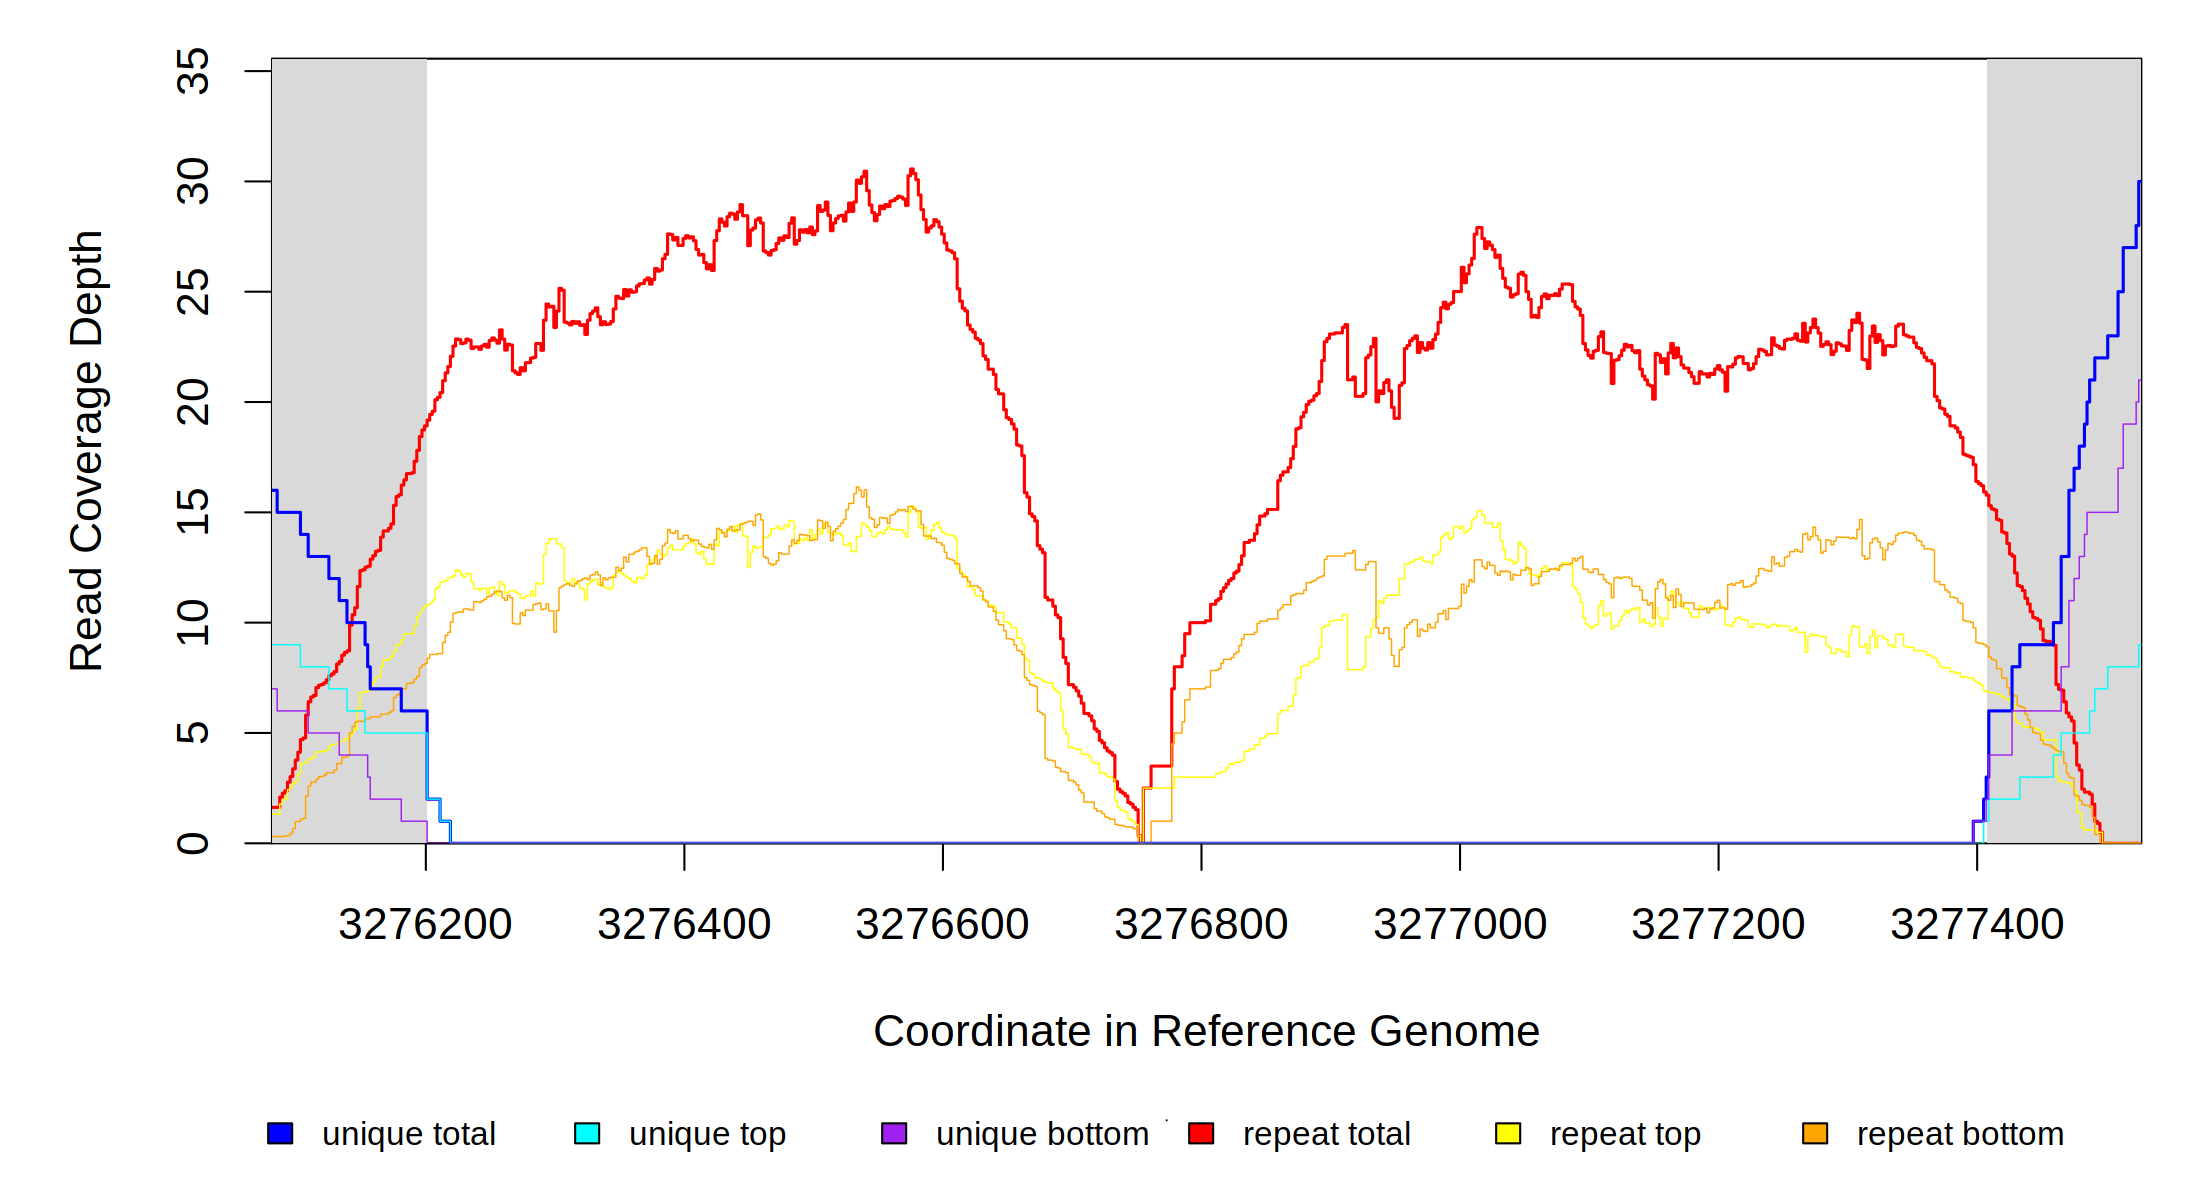 35
30
25
20
15
10
5
0
Read Coverage Depth
3276200 3276400 3276600 3276800 3277000 3277200 3277400
Coordinate in Reference Genome
unique total unique top unique bottom repeat total repeat top repeat bottom